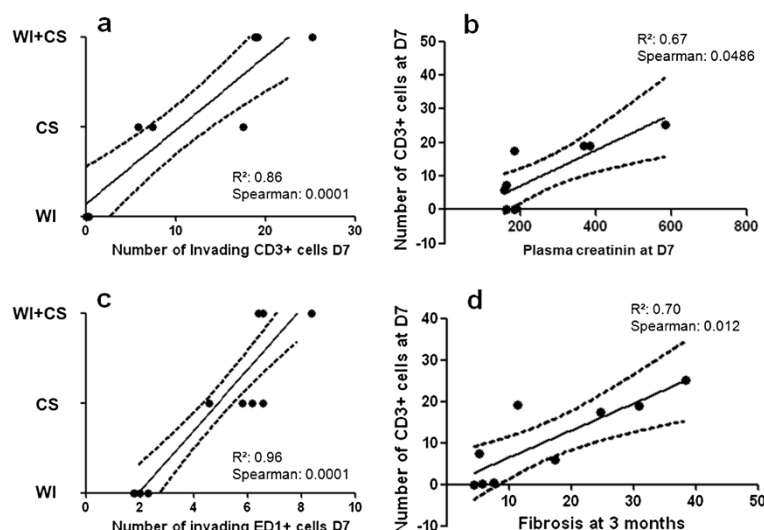 a
WI+CS
CS
WI
R²: 0.86
Spearman: 0.0001
0 10 20 30
Number of Invading CD3+ cells D7
b
Number of CD3+ cells at D7
50
40
30
20
10
0
-10
R²: 0.67
Spearman: 0.0486
200 400 600 800
Plasma creatinin at D7
c
WI+CS
CS
WI
R²: 0.96
Spearman: 0.0001
0 2 4 6 8 10
Number of invading ED1+ cells D7
d
Number of CD3+ cells at D7
50
40
30
20
10
0
-10
R²: 0.70
Spearman: 0.012
10 20 30 40 50
Fibrosis at 3 months